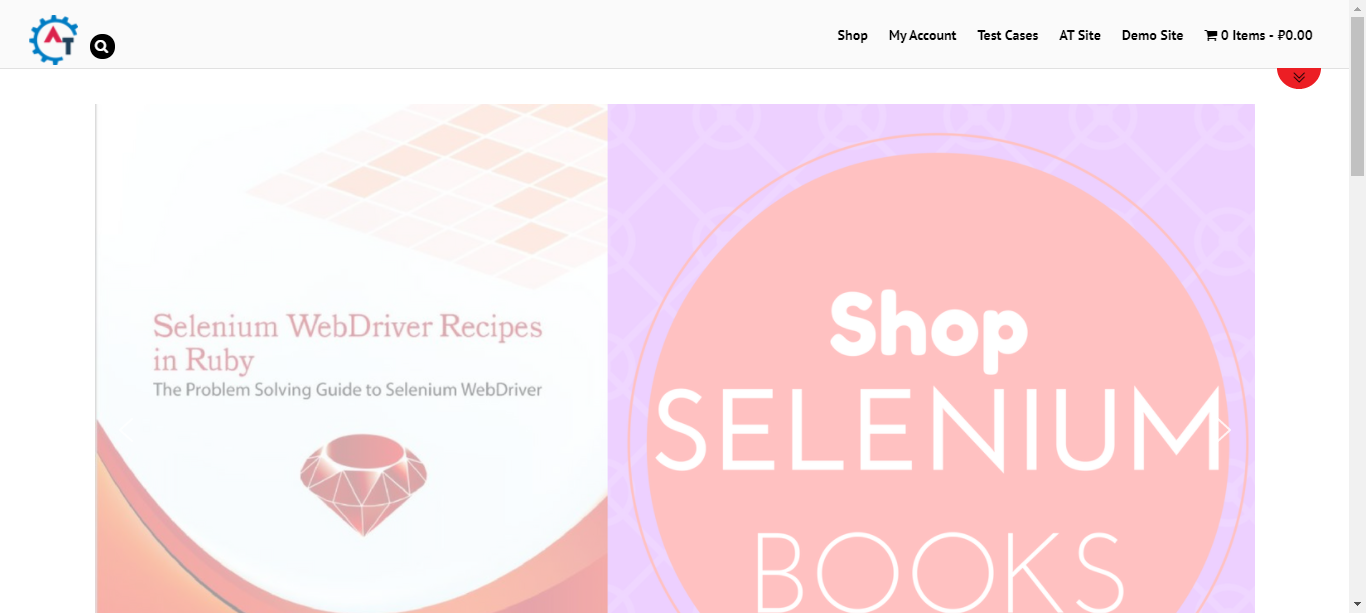 AT
Shop
My Account
Test Cases
AT Site
Demo Site
0 Items - ₽0.00
Selenium WebDriver Recipes
in Ruby
The Problem Solving Guide to Selenium WebDriver
Shop
SELENIUM
BOOKS